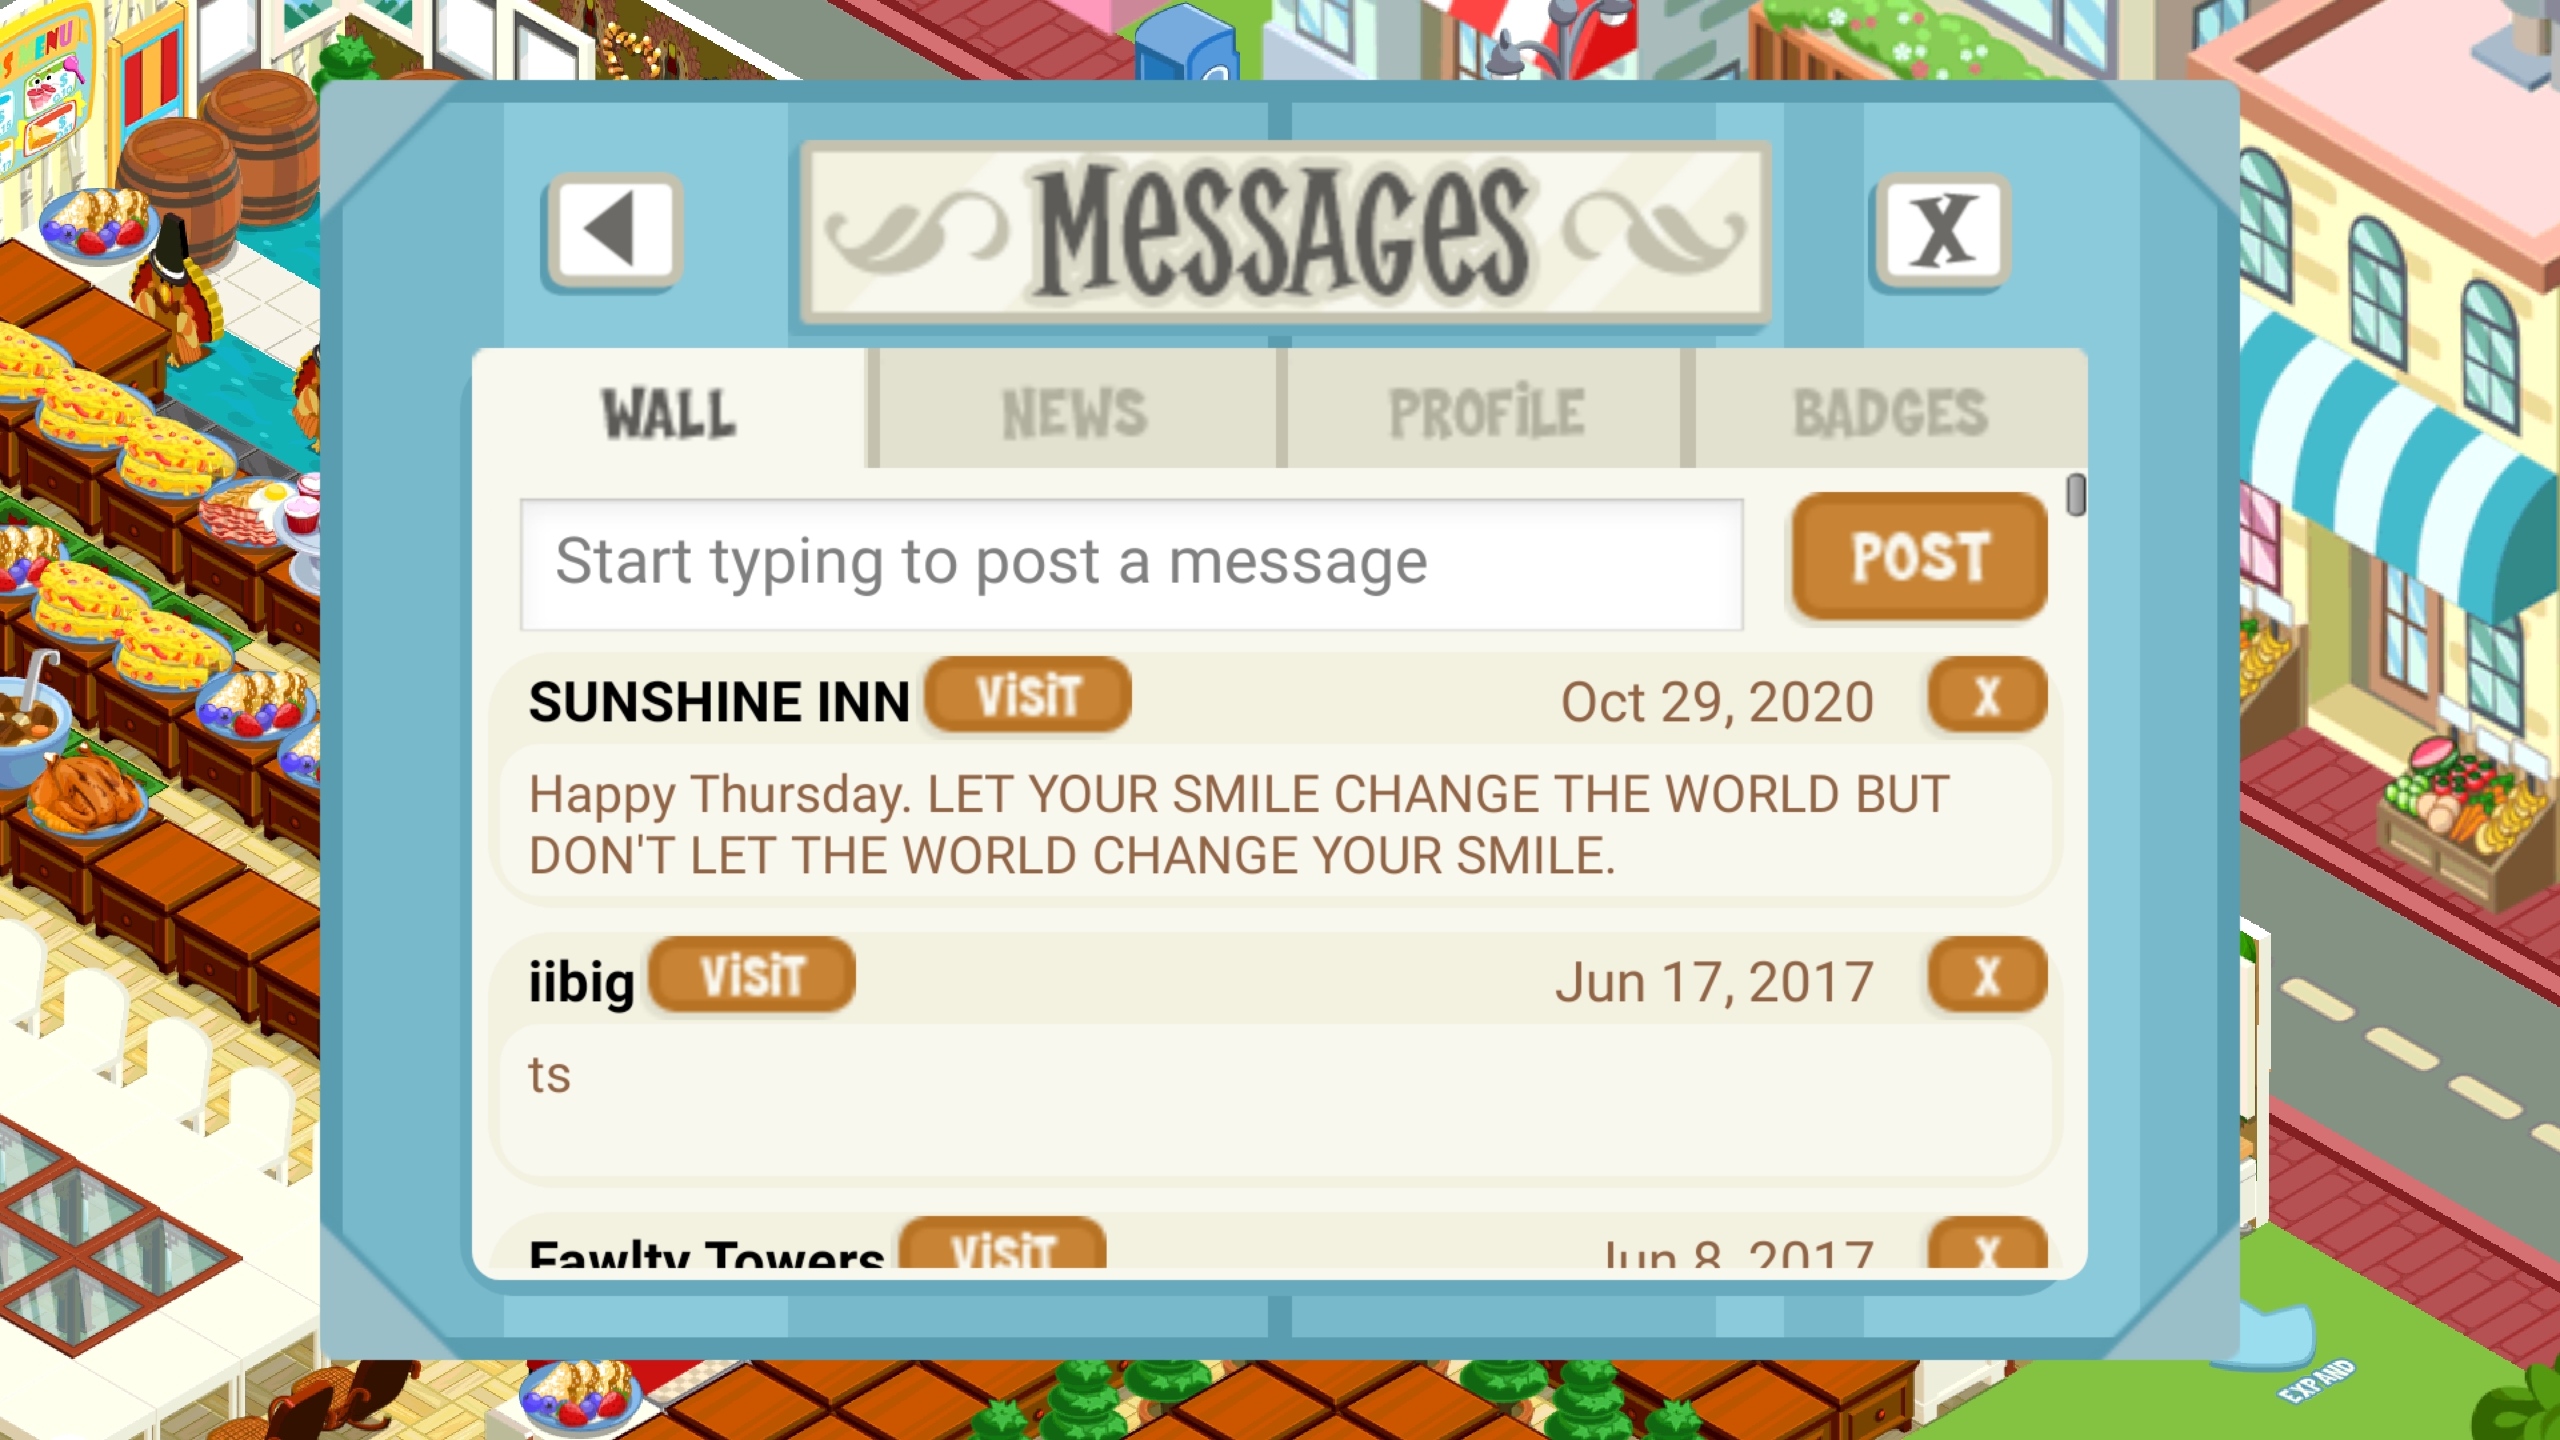 S MENU
MESSAGES
X
WALL
NEWS
PROFILE
BADGES
Start typing to post a message
POST
SUNSHINE INN
VISIT
Oct 29, 2020
X
Happy Thursday. LET YOUR SMILE CHANGE THE WORLD BUT
DON'T LET THE WORLD CHANGE YOUR SMILE.
iibig
VISIT
Jun 17, 2017
X
ts
Fawlty Towers
VISIT
Jun 8, 2017
X
EXPAND